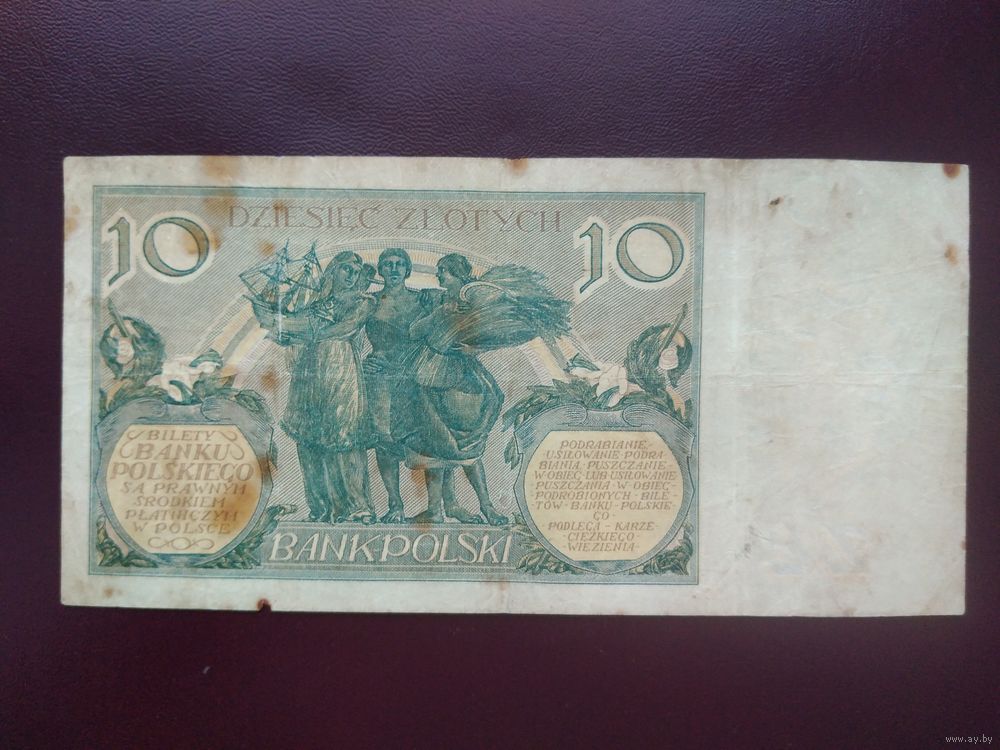 DZIESIĘĆ ZŁOTYCH
10
10
BILETY
BANKU
POLSKIEGO
SĄ PRAWNYM
ŚRODKIEM
PŁATNICZYM
W POLSCE
PODRABIANIE -
USIŁOWANIE PODRA-
BIANIA · PUSZCZANIE -
W OBIEG · LUB USIŁOWANIE
PUSZCZANIA · W OBIEG -
PODROBIONYCH - BILE-
TÓW - BANKU - POLSKIE-
GO -
PODLEGA - KARZE
CIĘŻKIEGO -
- WIĘZIENIA -
BANK POLSKI
www.ay.by